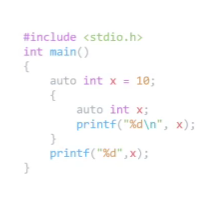 #include <stdio.h>
int main()
{
    auto int x = 10;
    {
        auto int x;
        printf("%d\n", x);
    }
    printf("%d",x);
}